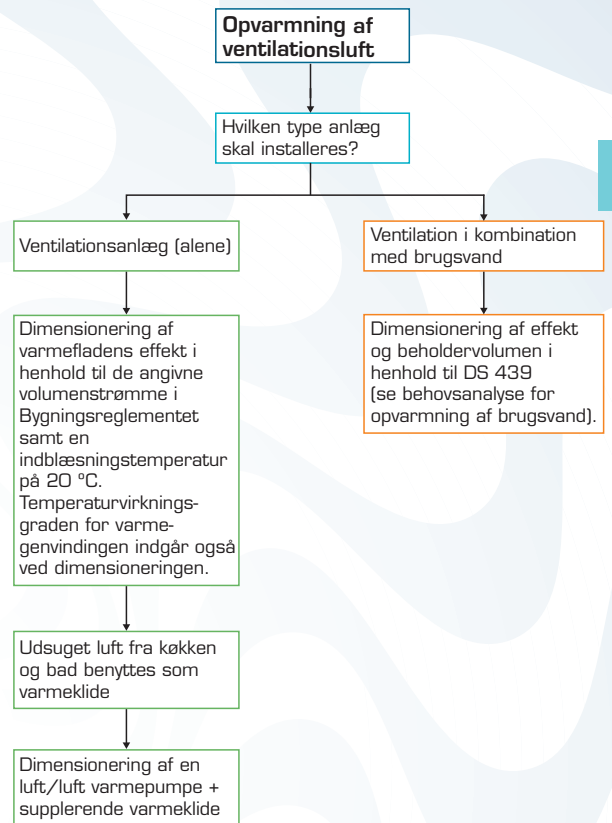 Opvarmning af
ventilationsluft
Hvilken type anlæg
skal installeres?
Ventilationsanlæg (alene)
Ventilation i kombination
med brugsvand
Dimensionering af
varmefladens effekt i
henhold til de angivne
volumenstrømme i
Bygningsreglementet
samt en
indblæsningstemperatur
på 20 °C.
Temperaturvirknings-
graden for varme-
genvindingen indgår også
ved dimensioneringen.
Dimensionering af effekt
og beholdervolumen i
henhold til DS 439
(se behovsanalyse for
opvarmning af brugsvand).
Udsuget luft fra køkken
og bad benyttes som
varmeklide
Dimensionering af en
luft/luft varmepumpe +
supplerende varmeklide